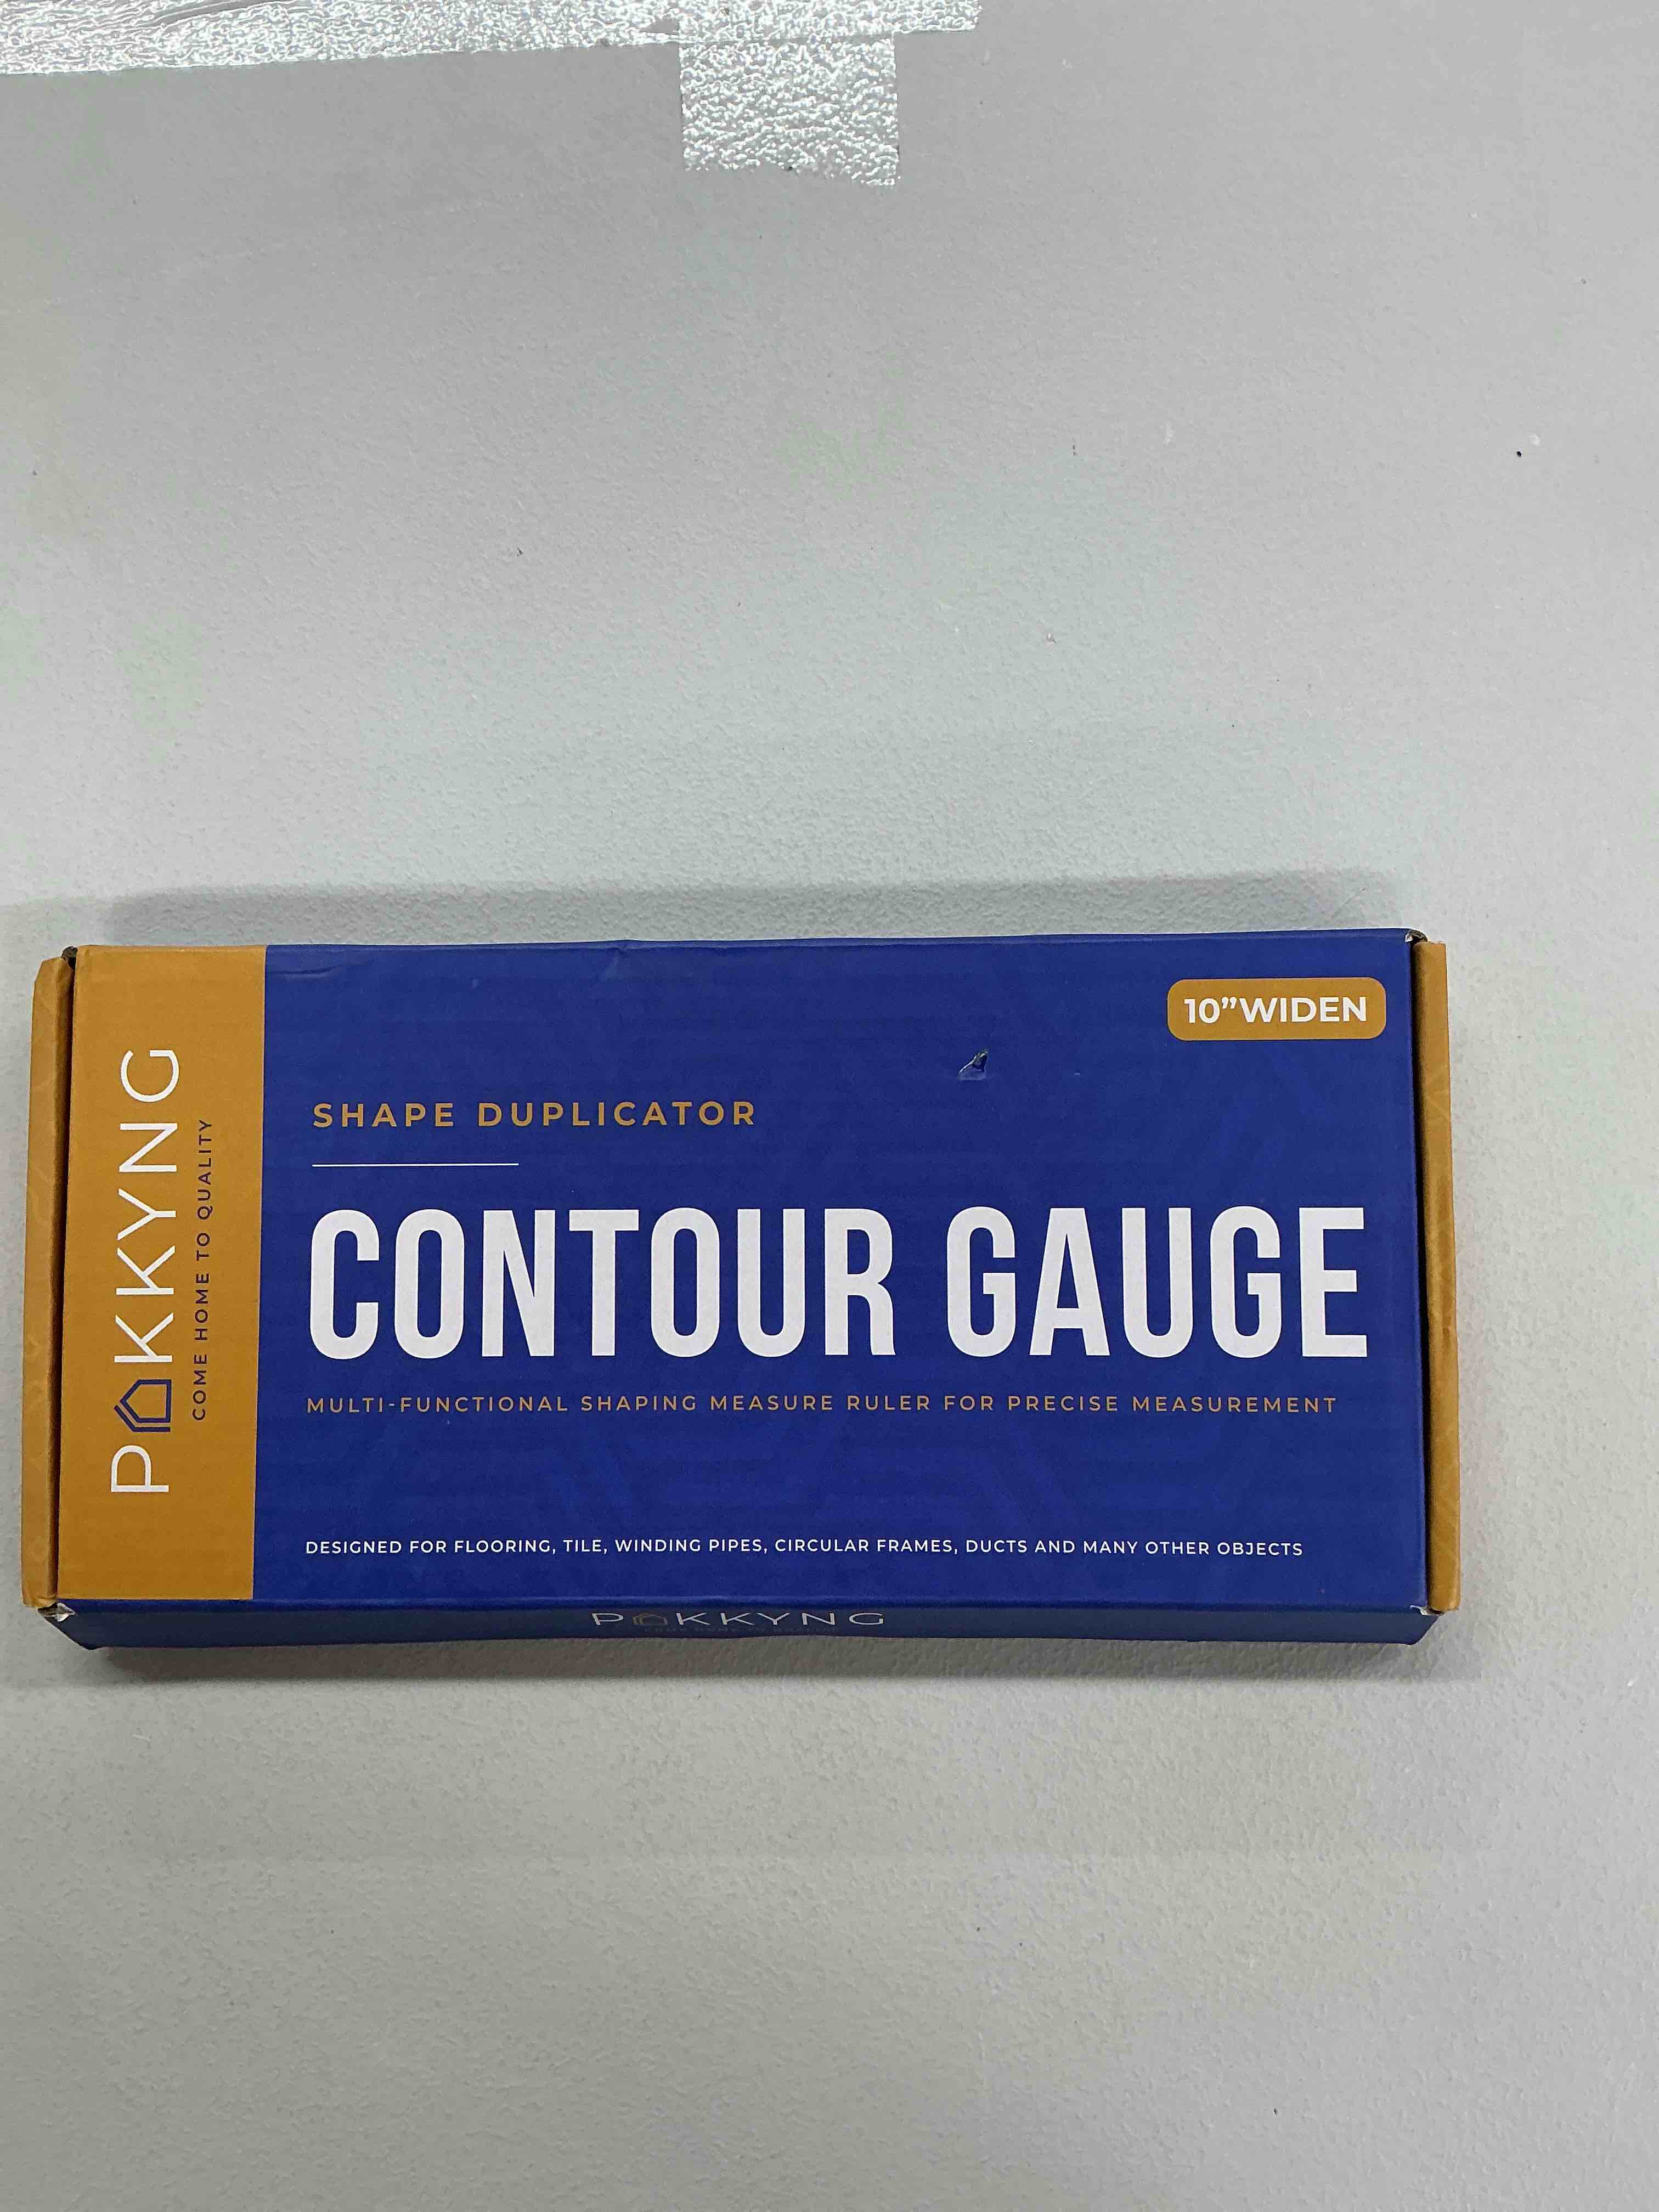 POKKYNG
COME HOME TO QUALITY
10”WIDEN
SHAPE DUPLICATOR
CONTOUR GAUGE
MULTI-FUNCTIONAL SHAPING MEASURE RULER FOR PRECISE MEASUREMENT
DESIGNED FOR FLOORING, TILE, WINDING PIPES, CIRCULAR FRAMES, DUCTS AND MANY OTHER OBJECTS
POKKYNG